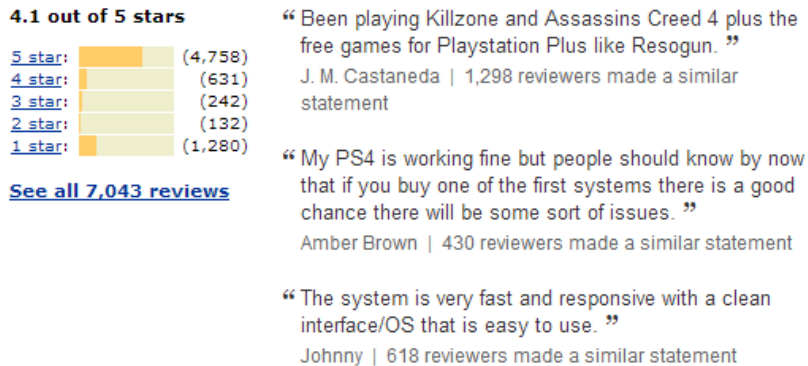 4.1 out of 5 stars
5 star: (4,758)
4 star: (631)
3 star: (242)
2 star: (132)
1 star: (1,280)
See all 7,043 reviews
“ Been playing Killzone and Assassins Creed 4 plus the
free games for Playstation Plus like Resogun. ”
J. M. Castaneda | 1,298 reviewers made a similar
statement
“ My PS4 is working fine but people should know by now
that if you buy one of the first systems there is a good
chance there will be some sort of issues. ”
Amber Brown | 430 reviewers made a similar statement
“ The system is very fast and responsive with a clean
interface/OS that is easy to use. ”
Johnny | 618 reviewers made a similar statement